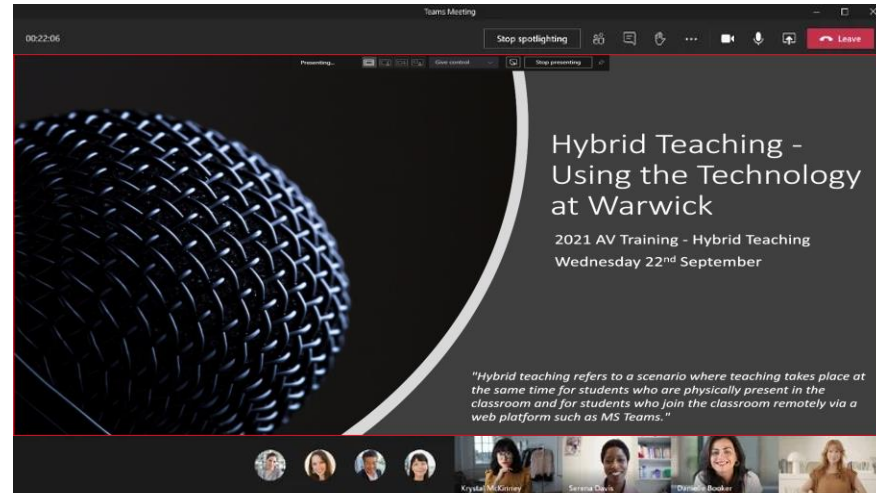 Teams Meeting
00:22:06
Stop spotlighting
Leave
Presenting...
Give control
Stop presenting
Hybrid Teaching -
Using the Technology
at Warwick
2021 AV Training - Hybrid Teaching
Wednesday 22nd September
"Hybrid teaching refers to a scenario where teaching takes place at
the same time for students who are physically present in the
classroom and for students who join the classroom remotely via a
web platform such as MS Teams."
Krystal McKinney
Serena Davis
Danielle Booker